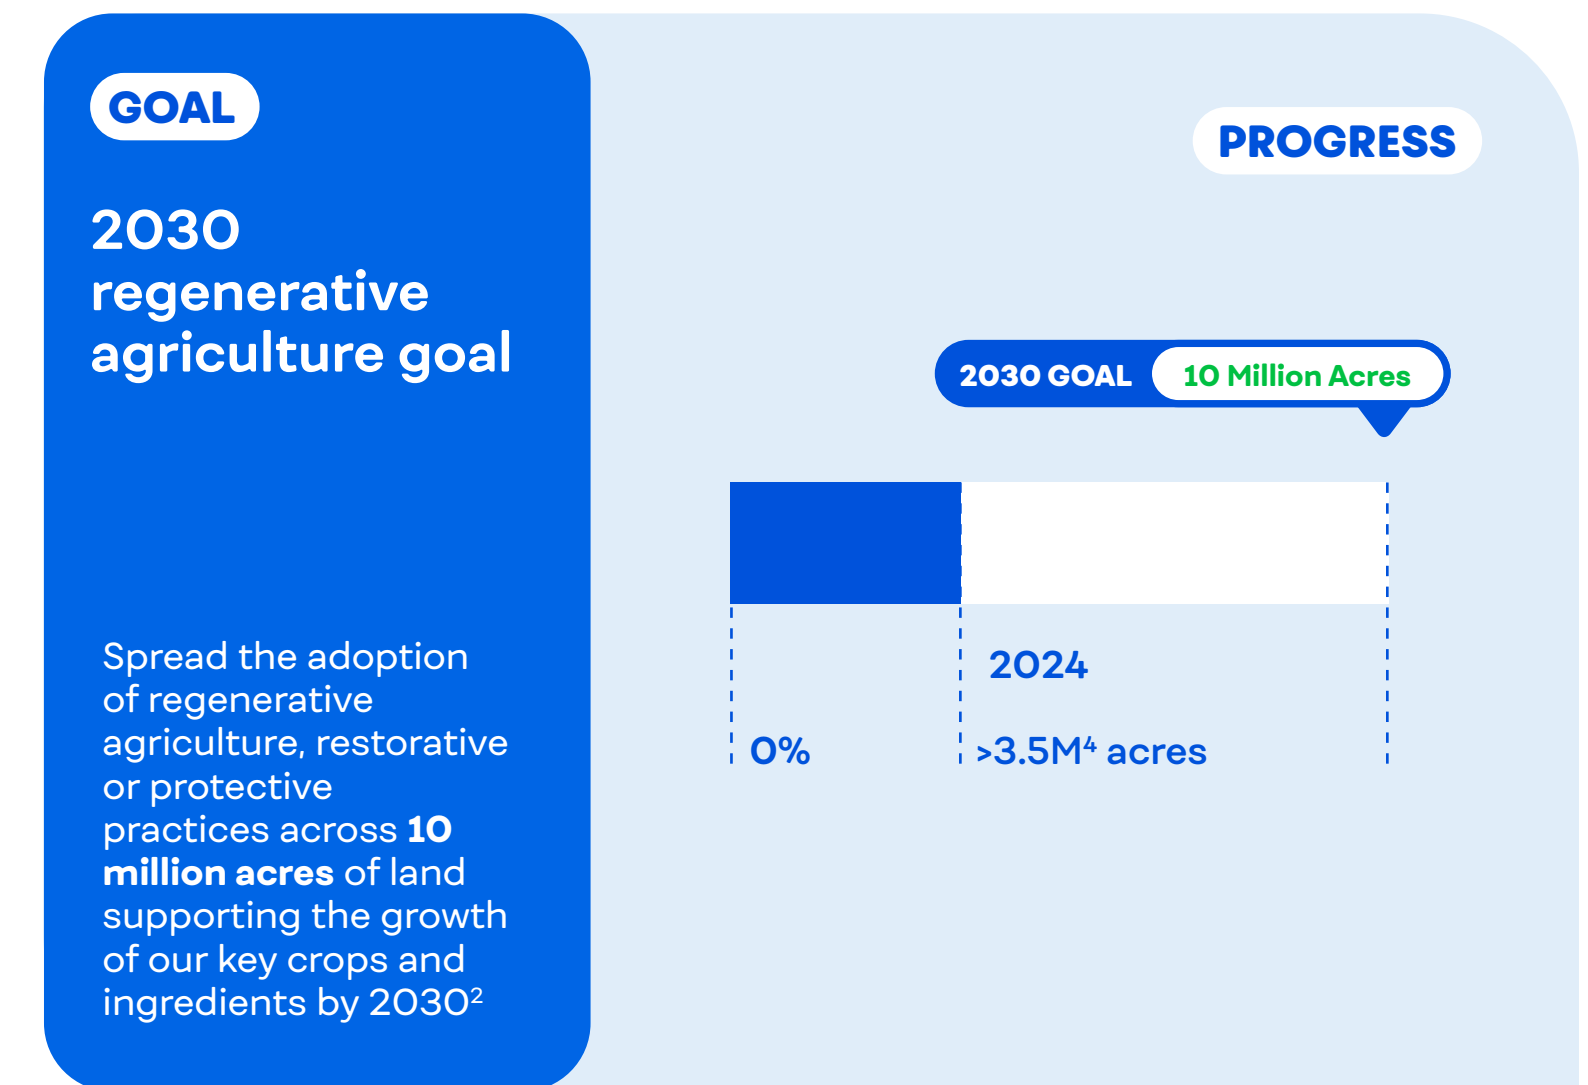 GOAL
2030
regenerative
agriculture goal
Spread the adoption
of regenerative
agriculture, restorative
or protective
practices across 10
million acres of land
supporting the growth
of our key crops and
ingredients by 2030²
PROGRESS
2030 GOAL 10 Million Acres
2024
0% >3.5M⁴ acres